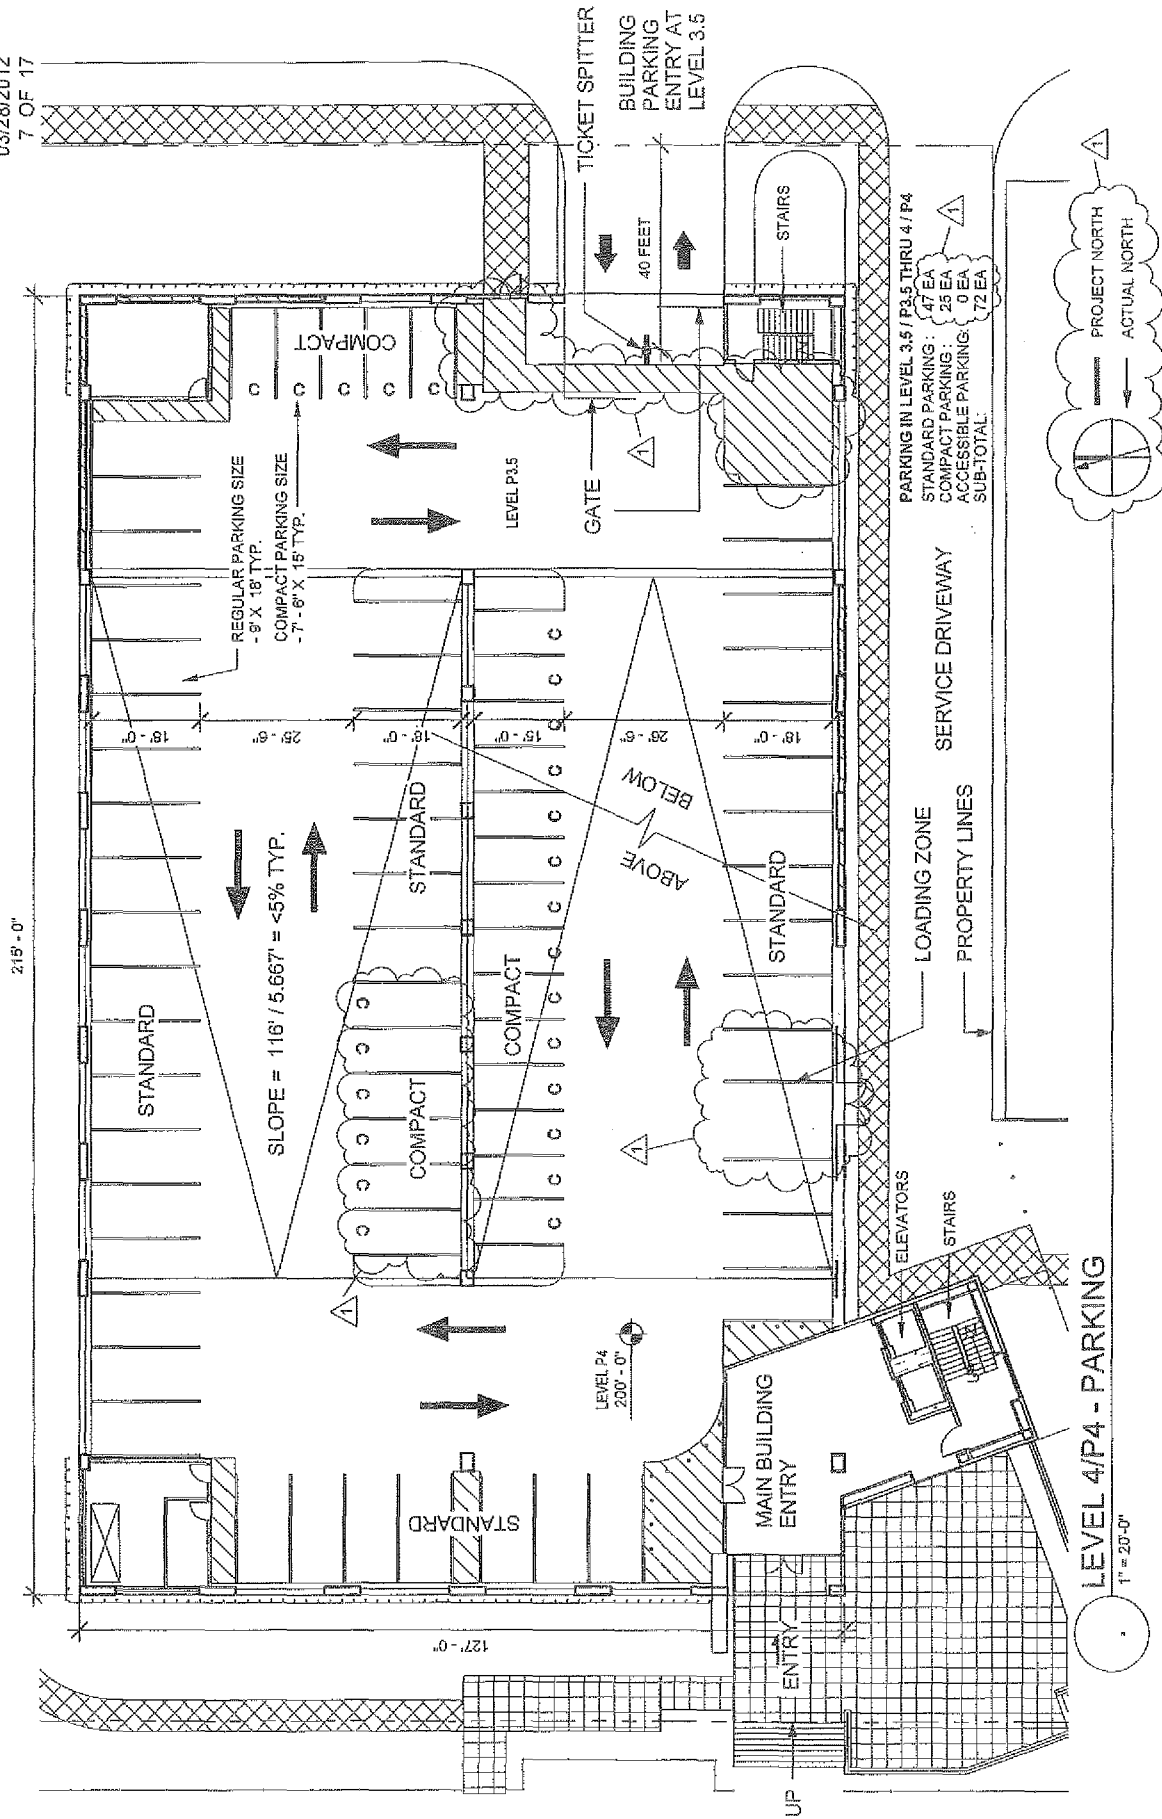 03/28/2012
7 OF 17
215' - 0"
127' - 0"
TICKET SPITTER
BUILDING
PARKING
ENTRY AT
LEVEL 3.5
40 FEET
STAIRS
COMPACT
C
C
C
C
C
REGULAR PARKING SIZE
- 9' X 18' TYP.
COMPACT PARKING SIZE
- 7' - 6" X 15' TYP.
LEVEL P3.5
GATE
1
18' - 0"
25' - 6"
18' - 0"
15' - 0"
26' - 6"
18' - 0"
STANDARD
SLOPE = 116' / 5.667' = <5% TYP.
STANDARD
COMPACT
C
C
C
C
C
C
1
COMPACT
C
C
C
C
C
C
C
C
C
C
C
C
ABOVE
BELOW
STANDARD
1
LEVEL P4
200' - 0"
STANDARD
MAIN BUILDING
ENTRY
ENTRY
UP
ELEVATORS
STAIRS
LOADING ZONE
PROPERTY LINES
SERVICE DRIVEWAY
PARKING IN LEVEL 3.5 / P3.5 THRU 4 / P4
STANDARD PARKING: 47 EA
COMPACT PARKING: 25 EA
ACCESSIBLE PARKING: 0 EA
SUB-TOTAL: 72 EA
1
PROJECT NORTH
ACTUAL NORTH
1
LEVEL 4/P4 - PARKING
1" = 20'-0"